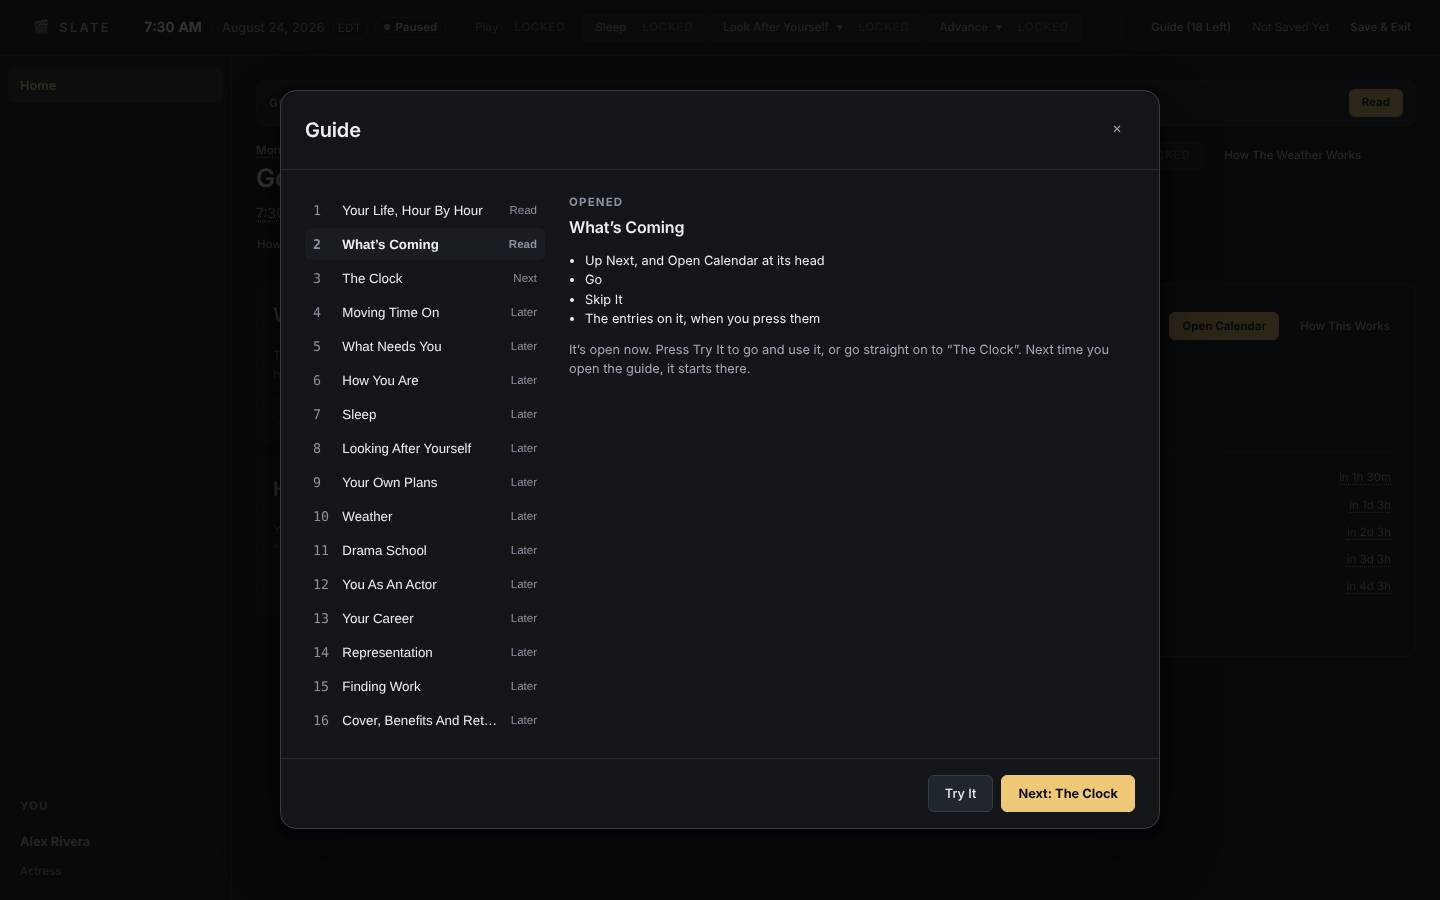 SLATE
7:30 AM
August 24, 2026
EDT
Paused
Play
LOCKED
Sleep
LOCKED
Look After Yourself
LOCKED
Advance
LOCKED
Guide (18 Left)
Not Saved Yet
Save & Exit
Home
Read
How The Weather Works
Open Calendar
How This Works
in 1h 30m
in 1d 3h
in 2d 3h
in 3d 3h
in 4d 3h
YOU
Alex Rivera
Actress
Guide
×
1 Your Life, Hour By Hour Read
2 What's Coming Read
3 The Clock Next
4 Moving Time On Later
5 What Needs You Later
6 How You Are Later
7 Sleep Later
8 Looking After Yourself Later
9 Your Own Plans Later
10 Weather Later
11 Drama School Later
12 You As An Actor Later
13 Your Career Later
14 Representation Later
15 Finding Work Later
16 Cover, Benefits And Ret… Later
OPENED
What's Coming
• Up Next, and Open Calendar at its head
• Go
• Skip It
• The entries on it, when you press them
It's open now. Press Try It to go and use it, or go straight on to “The Clock”. Next time you
open the guide, it starts there.
Try It
Next: The Clock